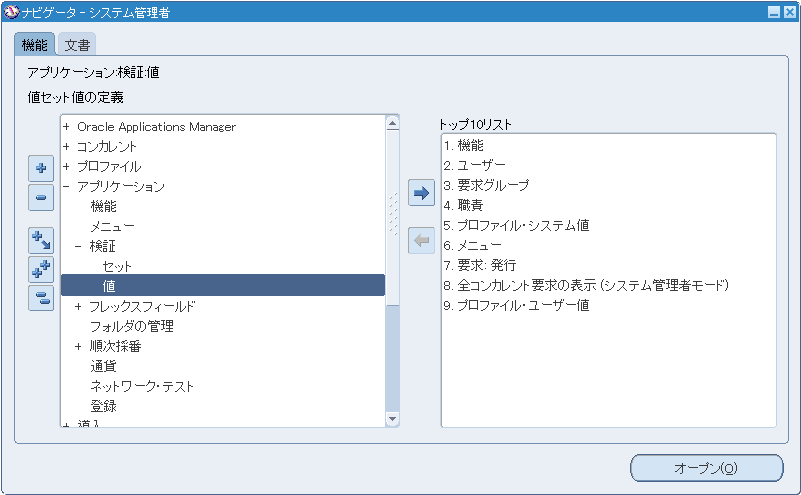 ナビゲータ - システム管理者
機能
文書
アプリケーション:検証:値
値セット値の定義
+ Oracle Applications Manager
+ コンカレント
+ プロファイル
- アプリケーション
機能
メニュー
- 検証
セット
値
+ フレックスフィールド
フォルダの管理
+ 順次採番
通貨
ネットワーク・テスト
登録
+ 導入
トップ10リスト
1. 機能
2. ユーザー
3. 要求グループ
4. 職責
5. プロファイル・システム値
6. メニュー
7. 要求: 発行
8. 全コンカレント要求の表示 (システム管理者モード)
9. プロファイル・ユーザー値
オープン(O)